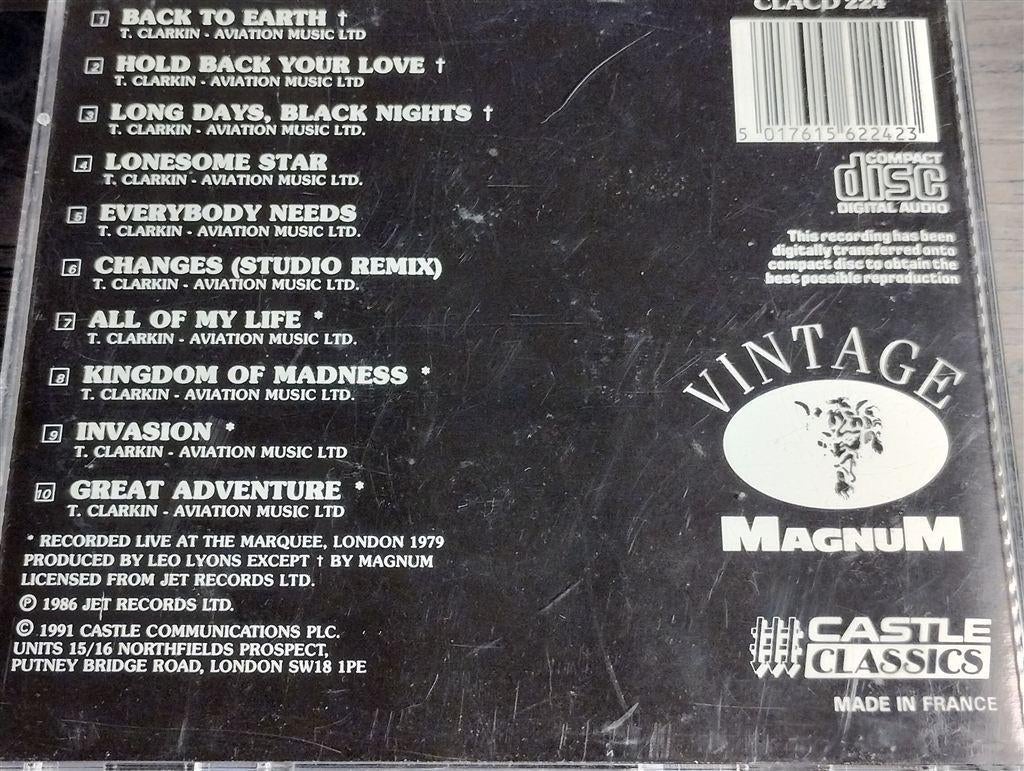 CLACD 224
1 BACK TO EARTH †
T. CLARKIN - AVIATION MUSIC LTD
2 HOLD BACK YOUR LOVE †
T. CLARKIN - AVIATION MUSIC LTD
3 LONG DAYS, BLACK NIGHTS †
T. CLARKIN - AVIATION MUSIC LTD.
4 LONESOME STAR
T. CLARKIN - AVIATION MUSIC LTD.
5 EVERYBODY NEEDS
T. CLARKIN - AVIATION MUSIC LTD.
6 CHANGES (STUDIO REMIX)
T. CLARKIN - AVIATION MUSIC LTD.
7 ALL OF MY LIFE *
T. CLARKIN - AVIATION MUSIC LTD.
8 KINGDOM OF MADNESS *
T. CLARKIN - AVIATION MUSIC LTD.
9 INVASION *
T. CLARKIN - AVIATION MUSIC LTD
10 GREAT ADVENTURE *
T. CLARKIN - AVIATION MUSIC LTD
* RECORDED LIVE AT THE MARQUEE, LONDON 1979
PRODUCED BY LEO LYONS EXCEPT † BY MAGNUM
LICENSED FROM JET RECORDS LTD.
℗ 1986 JET RECORDS LTD.
© 1991 CASTLE COMMUNICATIONS PLC.
UNITS 15/16 NORTHFIELDS PROSPECT,
PUTNEY BRIDGE ROAD, LONDON SW18 1PE
5 017615 622423
COMPACT
disc
DIGITAL AUDIO
This recording has been
digitally transferred onto
compact disc to obtain the
best possible reproduction
VINTAGE
MAGNUM
CASTLE
CLASSICS
MADE IN FRANCE